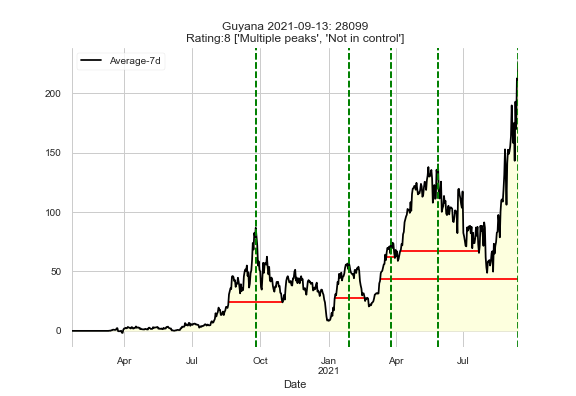 Guyana 2021-09-13: 28099
Rating:8 ['Multiple peaks', 'Not in control']
Average-7d
200
150
100
50
0
Apr
Jul
Oct
Jan
2021
Apr
Jul
Date